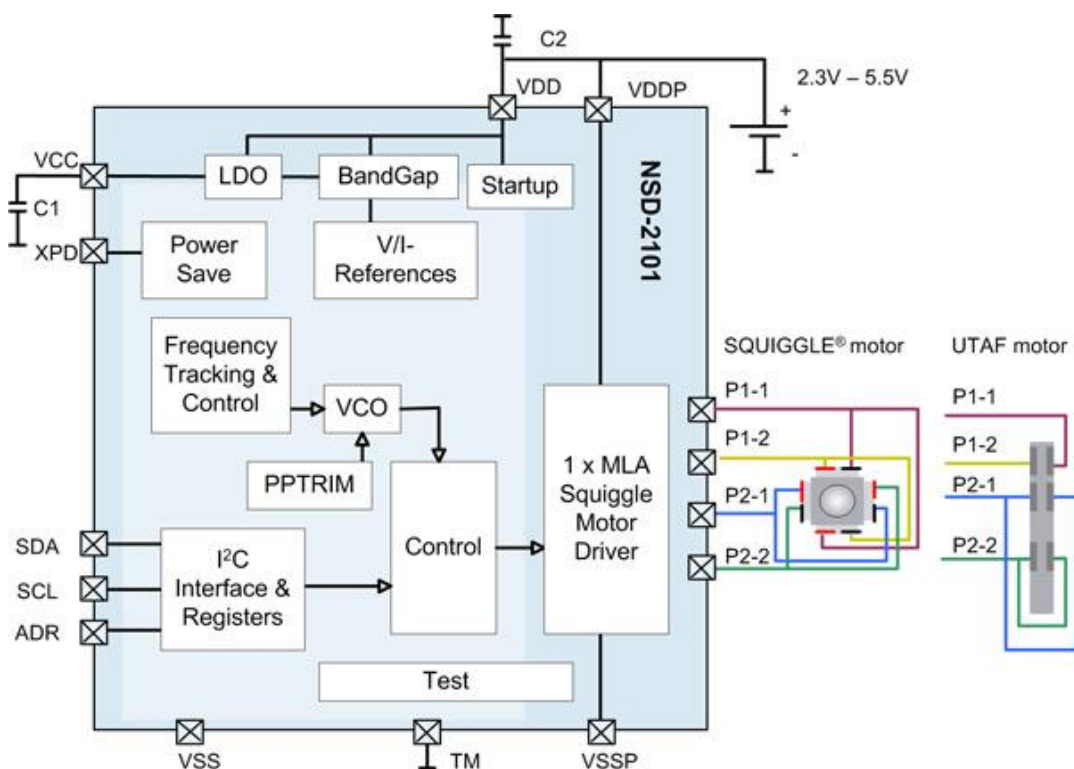 C2
2.3V – 5.5V
VDD
VDDP
+
-
VCC
LDO
BandGap
Startup
NSD-2101
C1
XPD
Power
Save
V/I-
References
Frequency
Tracking &
Control
VCO
PPTRIM
SQUIGGLE® motor
UTAF motor
P1-1
P1-2
P2-1
P2-2
P1-1
P1-2
P2-1
P2-2
1 x MLA
Squiggle
Motor
Driver
Control
SDA
SCL
ADR
I²C
Interface &
Registers
Test
VSS
TM
VSSP